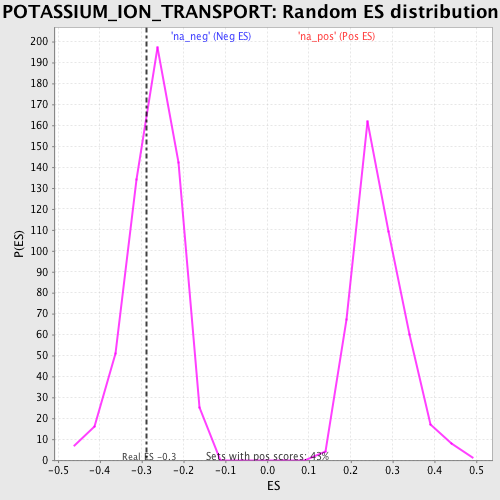 POTASSIUM_ION_TRANSPORT: Random ES distribution
'na_neg' (Neg ES)
'na_pos' (Pos ES)
200
190
180
170
160
150
140
130
120
110
100
90
80
70
60
50
40
30
20
10
0
P(ES)
Real ES -0.3
Sets with pos scores: 43%
-0.5 -0.4 -0.3 -0.2 -0.1 0.0 0.1 0.2 0.3 0.4 0.5
ES